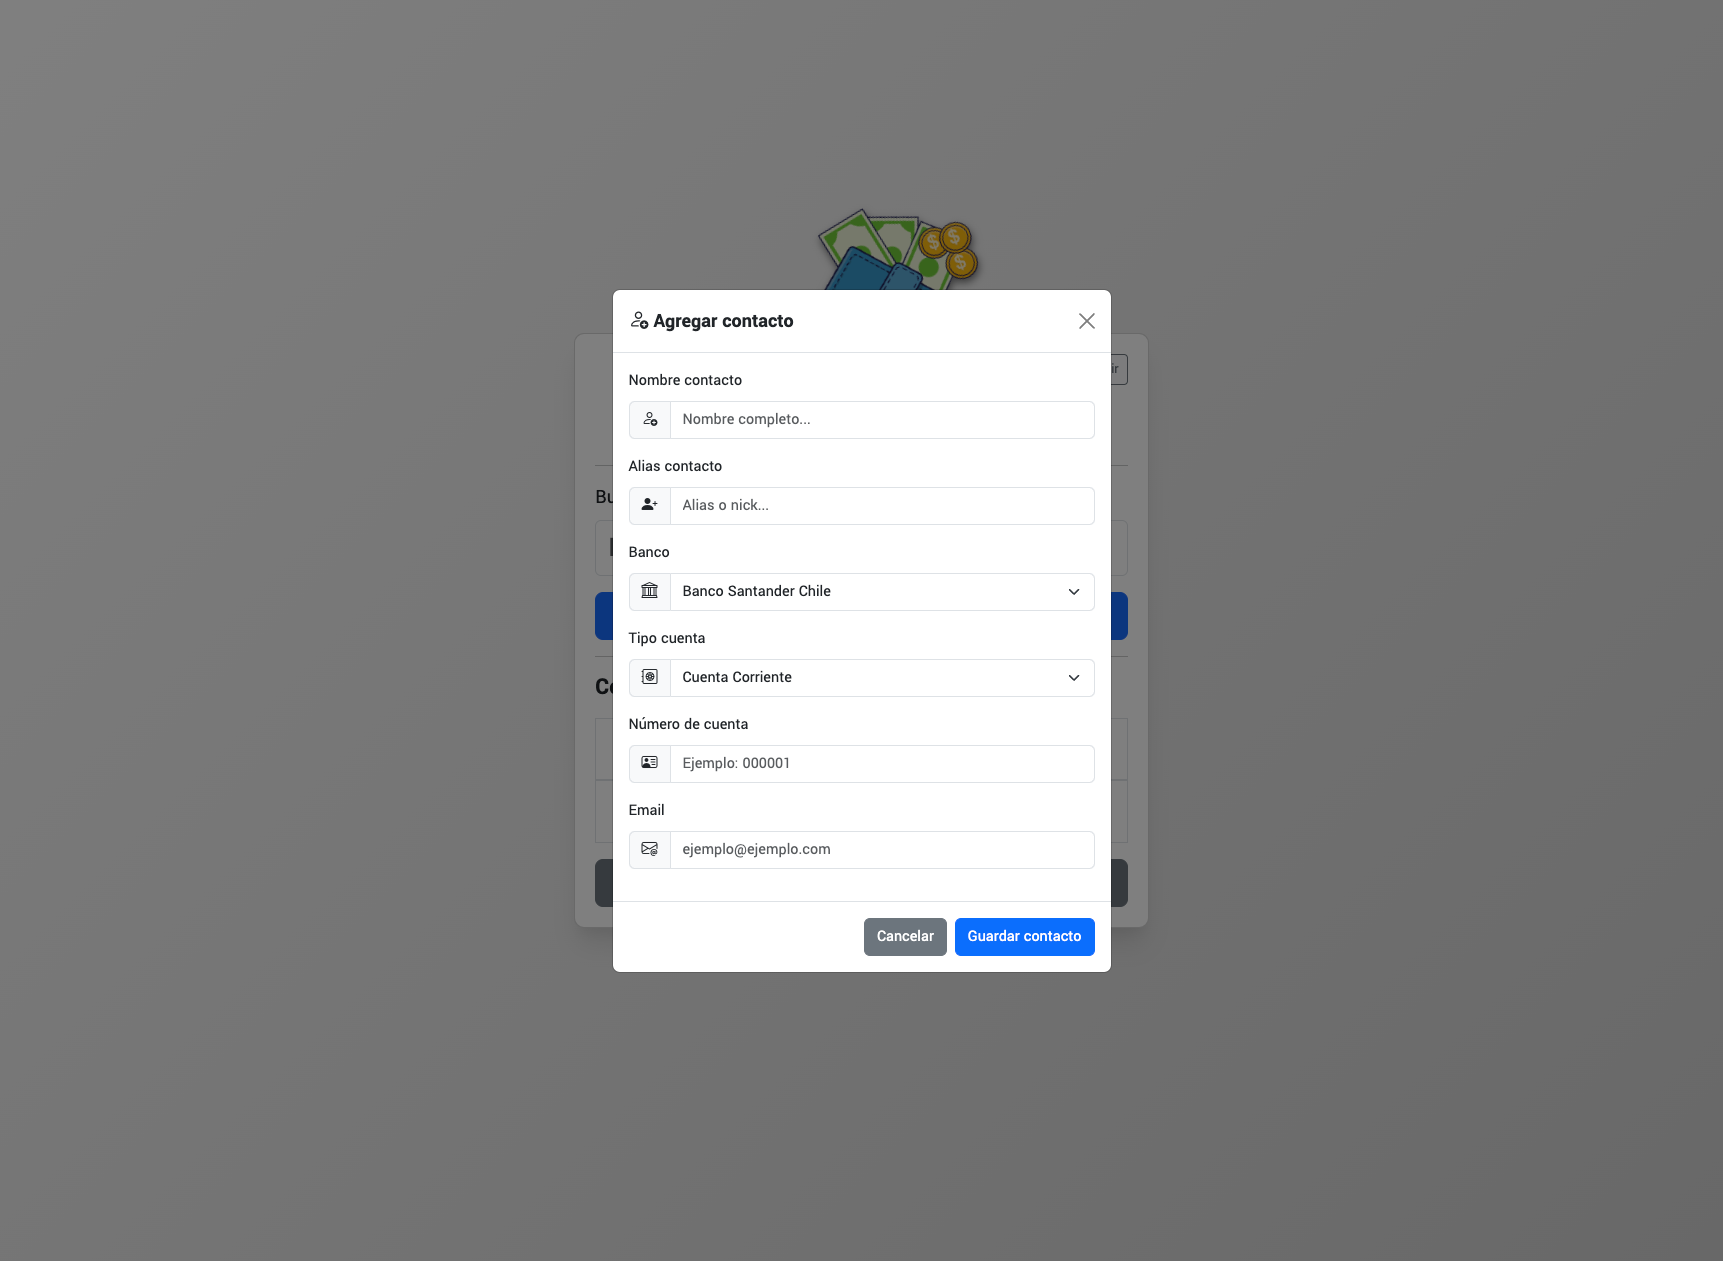 Agregar contacto
Nombre contacto
Nombre completo...
Alias contacto
Alias o nick...
Banco
Banco Santander Chile
Tipo cuenta
Cuenta Corriente
Número de cuenta
Ejemplo: 000001
Email
ejemplo@ejemplo.com
Cancelar
Guardar contacto